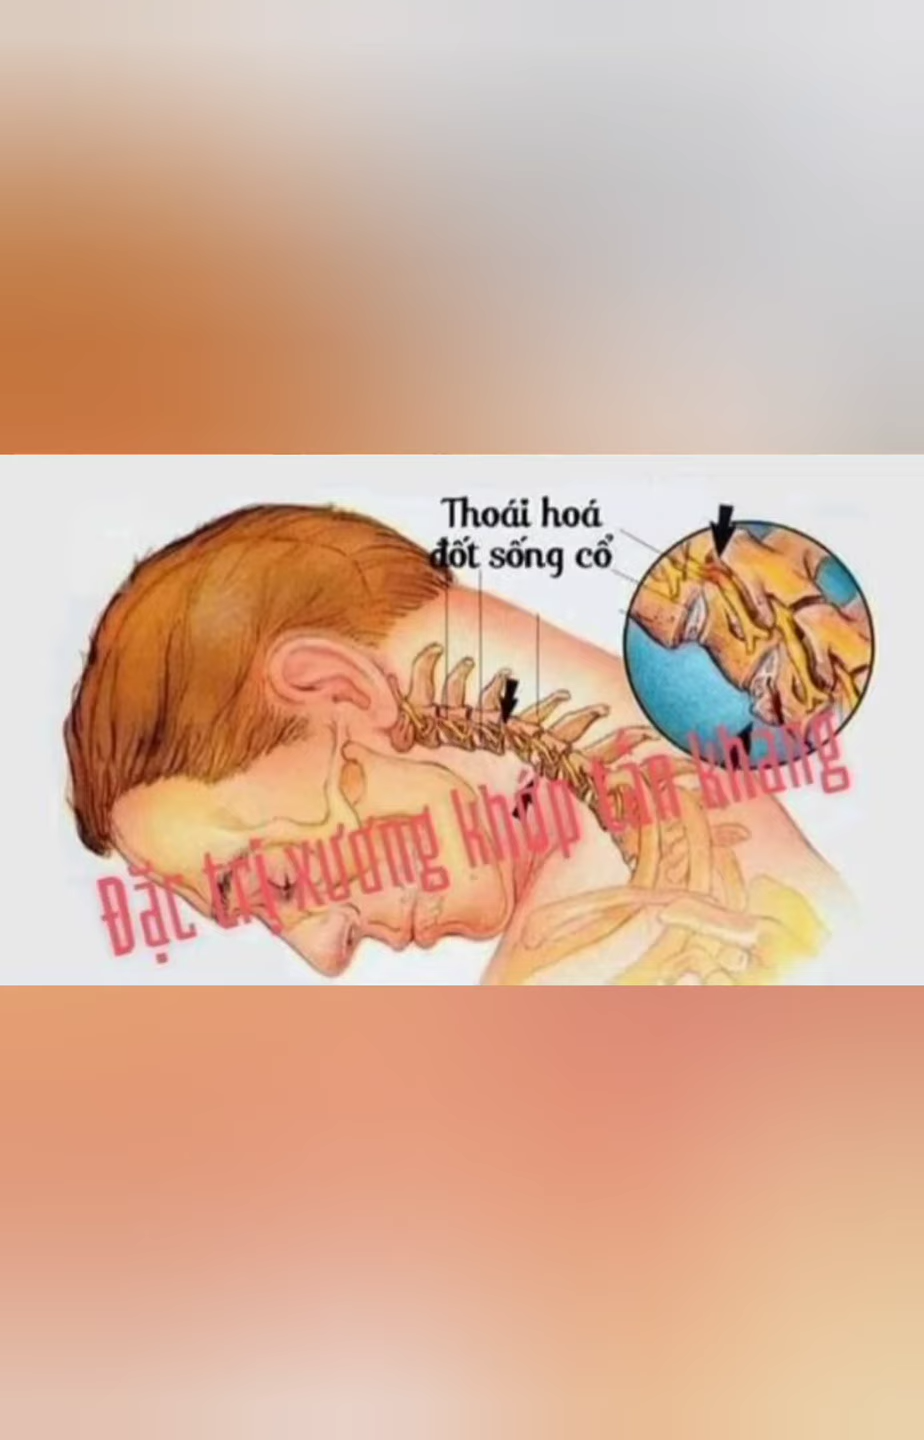 Thoái hoá
đốt sống cổ
Đặc trị xương khớp tấn khang